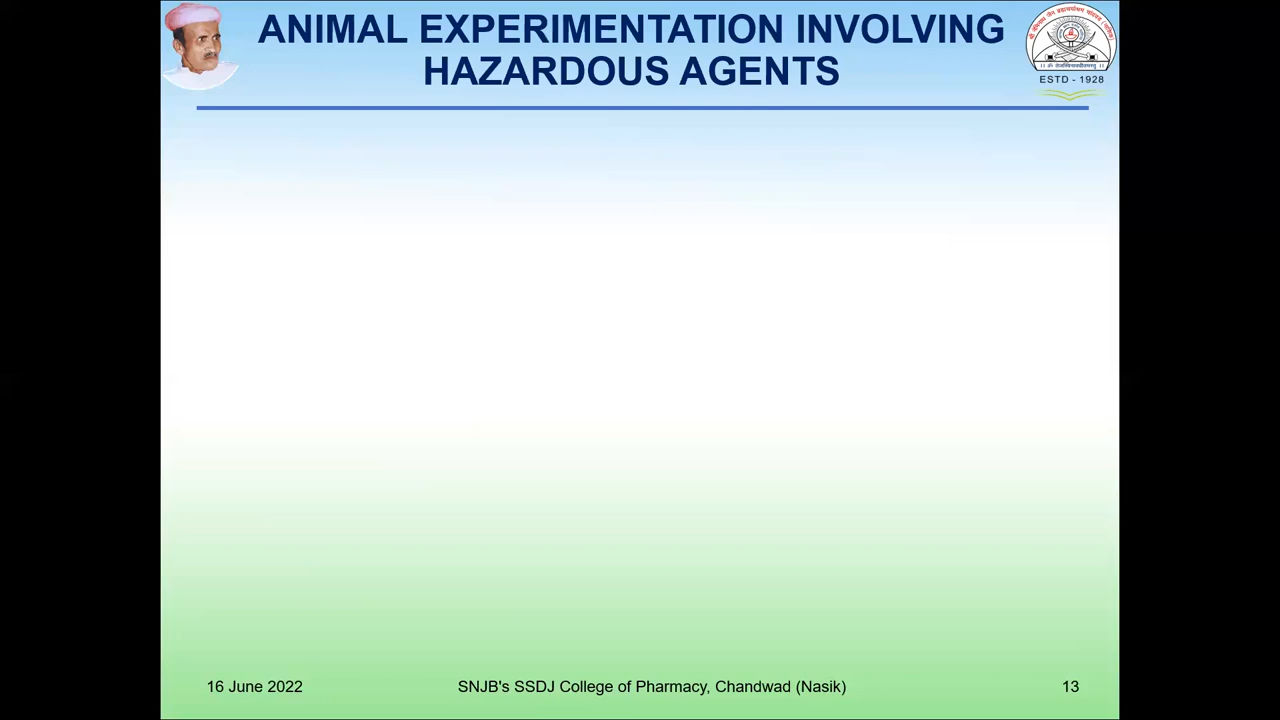 ANIMAL EXPERIMENTATION INVOLVING
HAZARDOUS AGENTS
ESTD - 1928
16 June 2022
SNJB's SSDJ College of Pharmacy, Chandwad (Nasik)
13